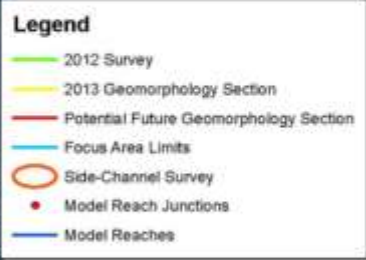 Legend
2012 Survey
2013 Geomorphology Section
Potential Future Geomorphology Section
Focus Area Limits
Side-Channel Survey
Model Reach Junctions
Model Reaches